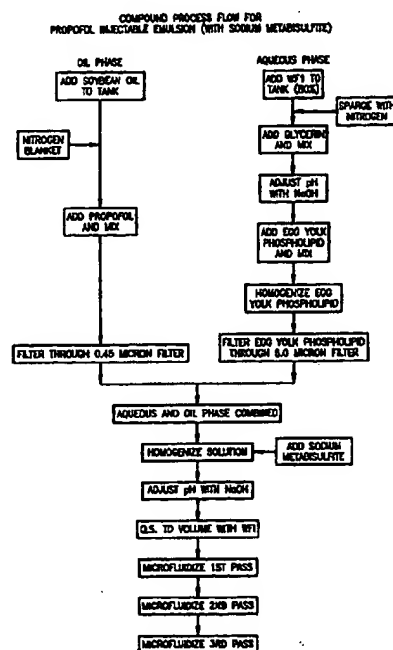 COMPOUND PROCESS FLOW FOR
PROPOFOL INJECTABLE EMULSION (WITH SODIUM METABISULFITE)
OIL PHASE
ADD SOYBEAN OIL
TO TANK
NITROGEN
BLANKET
ADD PROPOFOL
AND MIX
FILTER THROUGH 0.45 MICRON FILTER
AQUEOUS PHASE
ADD WFI TO
TANK (80%)
SPARGE WITH
NITROGEN
ADD GLYCERIN
AND MIX
ADJUST pH
WITH NaOH
ADD EGG YOLK
PHOSPHOLIPID
AND MIX
HOMOGENIZE EGG
YOLK PHOSPHOLIPID
FILTER EGG YOLK PHOSPHOLIPID
THROUGH 5.0 MICRON FILTER
AQUEOUS AND OIL PHASE COMBINED
HOMOGENIZE SOLUTION
ADD SODIUM
METABISULFITE
ADJUST pH WITH NaOH
Q.S. TO VOLUME WITH WFI
MICROFLUIDIZE 1ST PASS
MICROFLUIDIZE 2ND PASS
MICROFLUIDIZE 3RD PASS